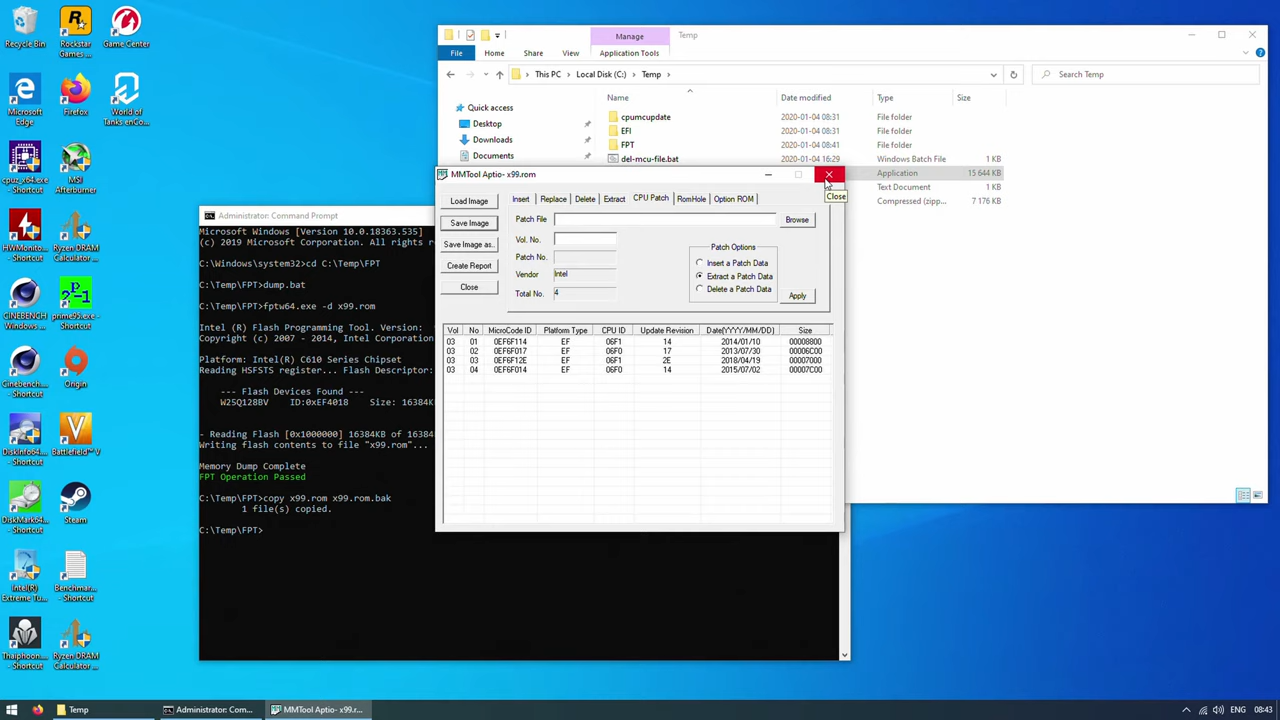 Recycle Bin
Rockstar Games ...
Game Center
Microsoft Edge
Firefox
World of Tanks enCo...
cpuz_x64.exe
MSI Afterburner
HWMonitor...
Ryzen DRAM
CINEBENCH Windows ...
prime95.exe - Shortcut
Cinebench... - Shortcut
Origin
DiskInfo64... - Shortcut
Battlefield™ V
DiskMark64... - Shortcut
Steam
Intel(R) Extreme Tu...
Benchmar... - Shortcut
Thaiphoon... - Shortcut
Ryzen DRAM Calculator ...
Manage
Temp
File
Home
Share
View
Application Tools
This PC > Local Disk (C:) > Temp >
Search Temp
Quick access
Desktop
Downloads
Documents
Name
Date modified
Type
Size
cpumcupdate 2020-01-04 08:31 File folder
EFI 2020-01-04 08:31 File folder
FPT 2020-01-04 08:41 File folder
del-mcu-file.bat 2020-01-04 16:29 Windows Batch File 1 KB
Application 15 644 KB
Text Document 1 KB
Compressed (zipp... 7 176 KB
Administrator: Command Prompt
Microsoft Windows [Version 10.0.18363.535]
(c) 2019 Microsoft Corporation. All rights
C:\Windows\system32>cd C:\Temp\FPT
C:\Temp\FPT>dump.bat
C:\Temp\FPT>fptw64.exe -d x99.rom
Intel (R) Flash Programming Tool. Version:
Copyright (c) 2007 - 2014, Intel Corporation.
Platform: Intel(R) C610 Series Chipset
Reading HSFSTS register... Flash Descriptor:
--- Flash Devices Found ---
W25Q128BV ID:0xEF4018 Size: 16384KB
- Reading Flash [0x1000000] 16384KB of 16384KB
Writing flash contents to file "x99.rom"...
Memory Dump Complete
FPT Operation Passed
C:\Temp\FPT>copy x99.rom x99.rom.bak
1 file(s) copied.
C:\Temp\FPT>
MMTool Aptio- x99.rom
Close
Load Image
Save Image
Save Image as..
Create Report
Close
Insert
Replace
Delete
Extract
CPU Patch
RomHole
Option ROM
Patch File
Browse
Vol. No.
Patch No.
Vendor Intel
Total No. 4
Patch Options
Insert a Patch Data
Extract a Patch Data
Delete a Patch Data
Apply
Vol No MicroCode ID Platform Type CPU ID Update Revision Date(YYYY/MM/DD) Size
03 01 0EF6F114 EF 06F1 14 2014/01/10 00008800
03 02 0EF6F017 EF 06F0 17 2013/07/30 00006C00
03 03 0EF6F12E EF 06F1 2E 2018/04/19 00007000
03 04 0EF6F014 EF 06F0 14 2015/07/02 00007C00
Temp
Administrator: Com...
MMTool Aptio- x99.r...
ENG
08:43